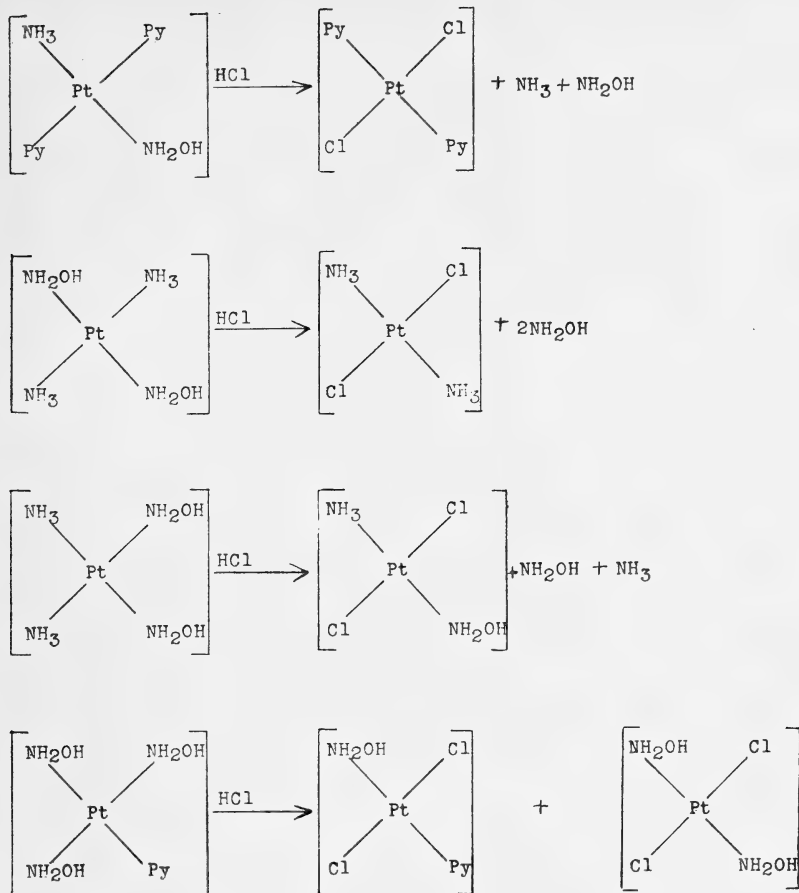 NH3 Py Py Cl
HCl
Pt Pt + NH3 + NH2OH
Py NH2OH Cl Py
NH2OH NH3 NH3 Cl
HCl
Pt Pt + 2NH2OH
NH3 NH2OH Cl NH3
NH3 NH2OH NH3 Cl
HCl
Pt Pt +NH2OH + NH3
NH3 NH2OH Cl NH2OH
NH2OH NH2OH NH2OH Cl NH2OH Cl
HCl
Pt Pt + Pt
NH2OH Py Cl Py Cl NH2OH